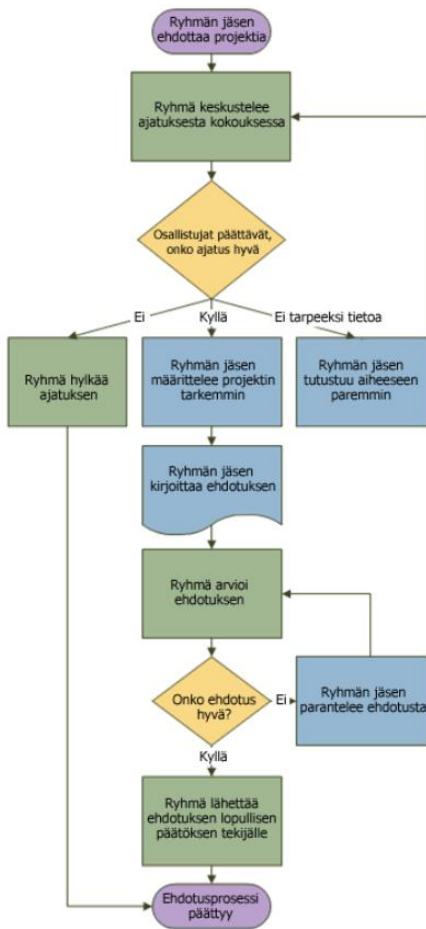 Ryhmän jäsen
ehdottaa projektia
Ryhmä keskustelee
ajatuksesta kokouksessa
Osallistujat päättävät,
onko ajatus hyvä
Ei
Kyllä
Ei tarpeeksi tietoa
Ryhmä hylkää
ajatuksen
Ryhmän jäsen
määrittelee projektin
tarkemmin
Ryhmän jäsen
tutustuu aiheeseen
paremmin
Ryhmän jäsen
kirjoittaa ehdotuksen
Ryhmä arvioi
ehdotuksen
Onko ehdotus
hyvä?
Ei
Ryhmän jäsen
parantelee ehdotusta
Kyllä
Ryhmä lähettää
ehdotuksen lopullisen
päätöksen tekijälle
Ehdotusprosessi
päättyy